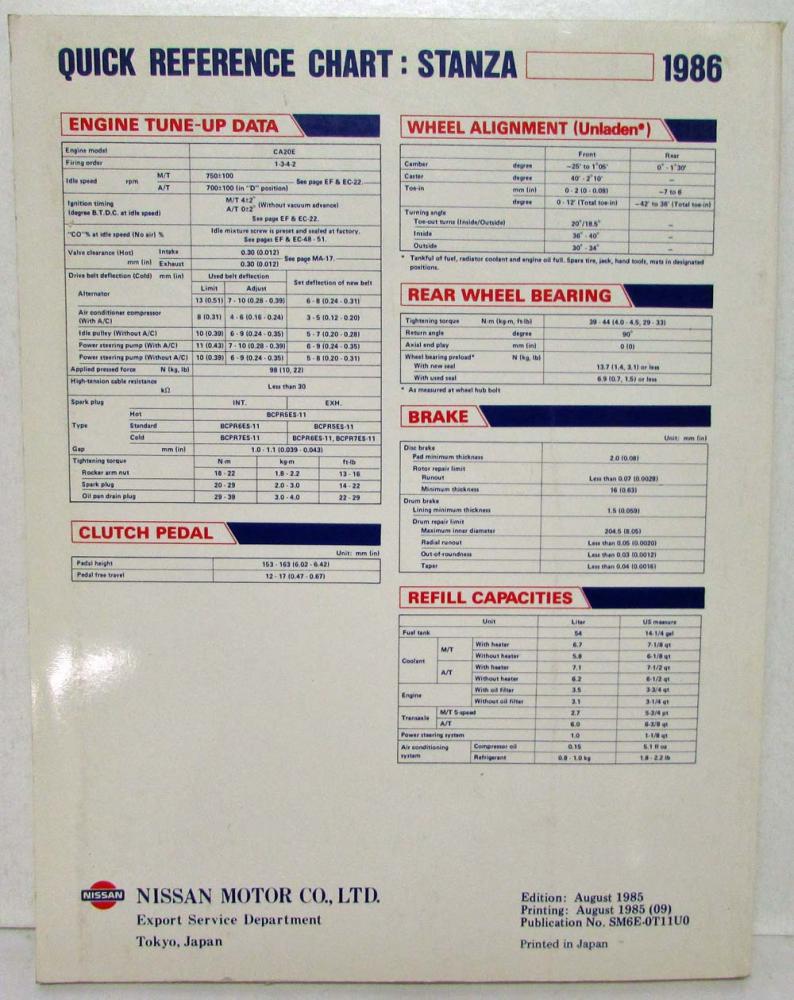 QUICK REFERENCE CHART : STANZA 1986
ENGINE TUNE-UP DATA
Engine model CA20E
Firing order 1-3-4-2
Idle speed rpm M/T 750±100 See page EF & EC-22.
A/T 700±100 (in "D" position)
Ignition timing M/T 4±2° (Without vacuum advance)
(degree B.T.D.C. at idle speed) A/T 0±2°
See page EF & EC-22.
"CO"% at idle speed (No air) % Idle mixture screw is preset and sealed at factory.
See pages EF & EC-48 - 51.
Valve clearance (Hot) Intake 0.30 (0.012) See page MA-17.
mm (in) Exhaust 0.30 (0.012)
Drive belt deflection (Cold) mm (in) Used belt deflection Set deflection of new belt
Limit Adjust
Alternator 13 (0.51) 7 - 10 (0.28 - 0.39) 6 - 8 (0.24 - 0.31)
Air conditioner compressor
(With A/C) 8 (0.31) 4 - 6 (0.16 - 0.24) 3 - 5 (0.12 - 0.20)
Idle pulley (Without A/C) 10 (0.39) 6 - 9 (0.24 - 0.35) 5 - 7 (0.20 - 0.28)
Power steering pump (With A/C) 11 (0.43) 7 - 10 (0.28 - 0.39) 6 - 9 (0.24 - 0.35)
Power steering pump (Without A/C) 10 (0.39) 6 - 9 (0.24 - 0.35) 5 - 8 (0.20 - 0.31)
Applied pressed force N (kg, lb) 98 (10, 22)
High-tension cable resistance
kΩ Less than 30
Spark plug INT. EXH.
Type Hot BCPR5ES-11
Standard BCPR6ES-11 BCPR5ES-11
Cold BCPR7ES-11 BCPR6ES-11, BCPR7ES-11
Gap mm (in) 1.0 - 1.1 (0.039 - 0.043)
Tightening torque N·m kg-m ft-lb
Rocker arm nut 18 - 22 1.8 - 2.2 13 - 16
Spark plug 20 - 29 2.0 - 3.0 14 - 22
Oil pan drain plug 29 - 39 3.0 - 4.0 22 - 29
CLUTCH PEDAL
Unit: mm (in)
Pedal height 153 - 163 (6.02 - 6.42)
Pedal free travel 12 - 17 (0.47 - 0.67)
WHEEL ALIGNMENT (Unladen*)
Front Rear
Camber degree -25' to 1°05' 0° - 1°30'
Caster degree 40' - 2°10' –
Toe-in mm (in) 0 - 2 (0 - 0.08) -7 to 6
degree 0 - 12' (Total toe-in) -42' to 36' (Total toe-in)
Turning angle
Toe-out turns (Inside/Outside) 20°/18.5° –
Inside 36° - 40° –
Outside 30° - 34° –
* Tankful of fuel, radiator coolant and engine oil full. Spare tire, jack, hand tools, mats in designated
positions.
REAR WHEEL BEARING
Tightening torque N·m (kg-m, ft-lb) 39 - 44 (4.0 - 4.5, 29 - 33)
Return angle degree 90°
Axial end play mm (in) 0 (0)
Wheel bearing preload* N (kg, lb)
With new seal 13.7 (1.4, 3.1) or less
With used seal 6.9 (0.7, 1.5) or less
* As measured at wheel hub bolt
BRAKE
Unit: mm (in)
Disc brake
Pad minimum thickness 2.0 (0.08)
Rotor repair limit
Runout Less than 0.07 (0.0028)
Minimum thickness 16 (0.63)
Drum brake
Lining minimum thickness 1.5 (0.059)
Drum repair limit
Maximum inner diameter 204.5 (8.05)
Radial runout Less than 0.05 (0.0020)
Out-of-roundness Less than 0.03 (0.0012)
Taper Less than 0.04 (0.0016)
REFILL CAPACITIES
Unit Liter US measure
Fuel tank 54 14-1/4 gal
Coolant M/T With heater 6.7 7-1/8 qt
Without heater 5.8 6-1/8 qt
A/T With heater 7.1 7-1/2 qt
Without heater 6.2 6-1/2 qt
Engine With oil filter 3.5 3-3/4 qt
Without oil filter 3.1 3-1/4 qt
Transaxle M/T 5-speed 2.7 5-3/4 pt
A/T 6.0 6-3/8 qt
Power steering system 1.0 1-1/8 qt
Air conditioning system Compressor oil 0.15 5.1 fl oz
Refrigerant 0.8 - 1.0 kg 1.8 - 2.2 lb
NISSAN NISSAN MOTOR CO., LTD.
Export Service Department
Tokyo, Japan
Edition: August 1985
Printing: August 1985 (09)
Publication No. SM6E-0T11U0
Printed in Japan